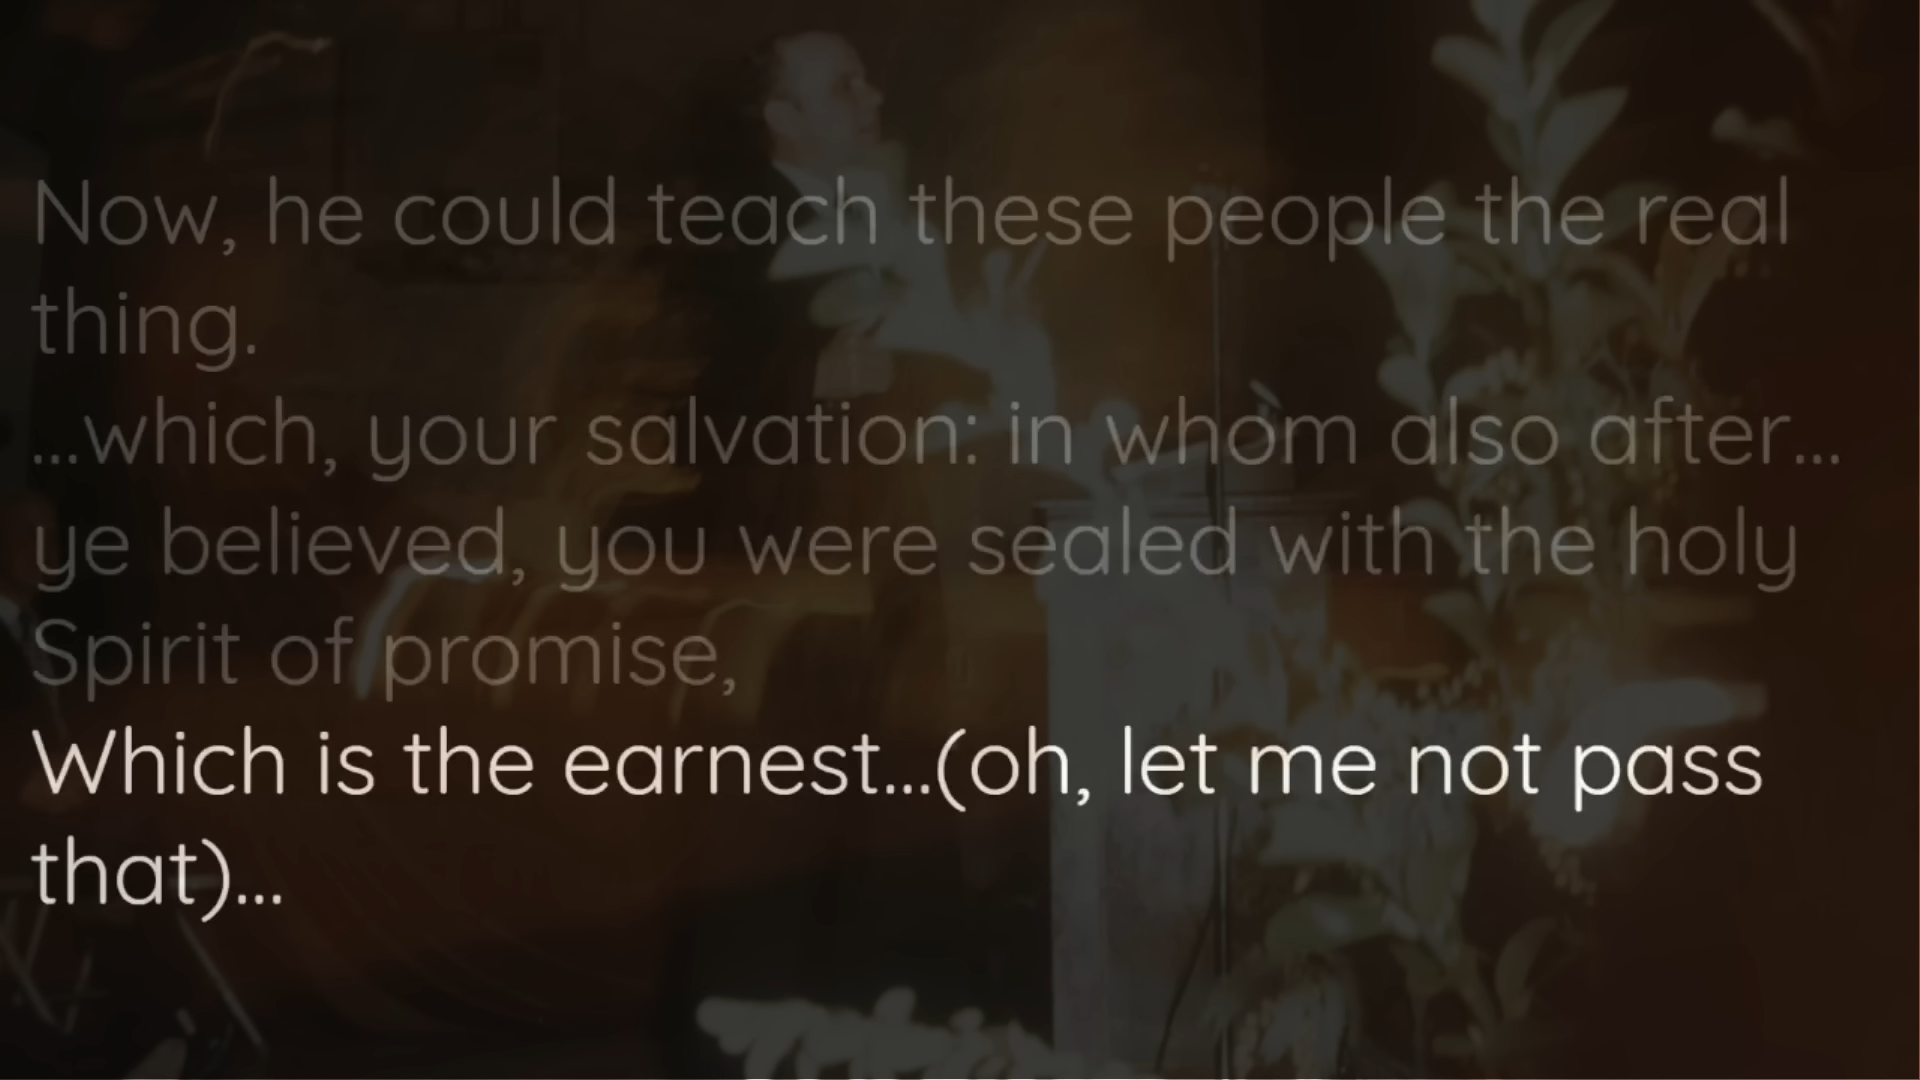 Now, he could teach these people the real
thing.
...which, your salvation: in whom also after...
ye believed, you were sealed with the holy
Spirit of promise,
Which is the earnest...(oh, let me not pass
that)...